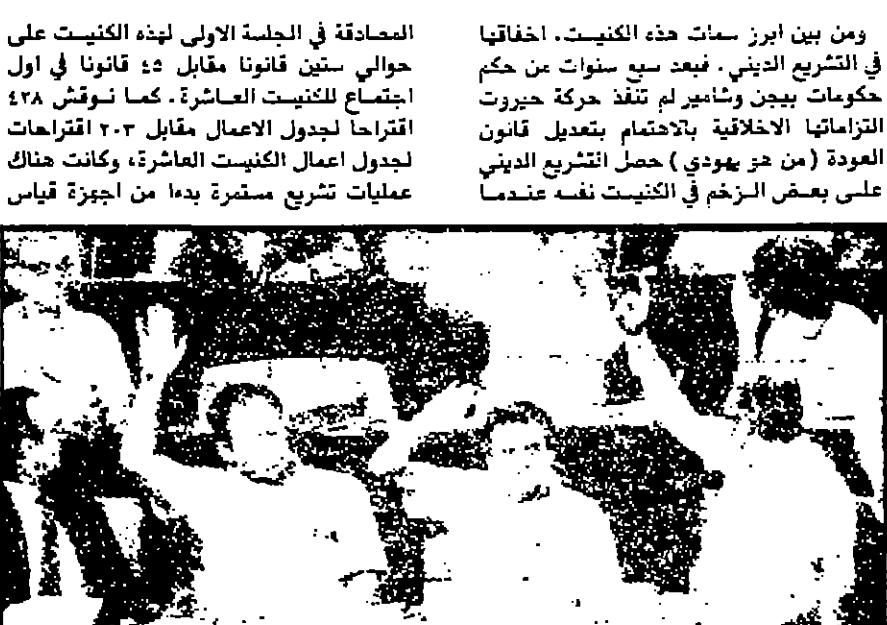 ومن بين ابرز سمات هذه الكنيست. اخفاقها
في التشريع الديني. فبعد سبع سنوات من حكم
حكومات بيجن وشامير لم تنفذ حركة حيروت
التزاماتها الاخلاقية بالاهتمام بتعديل قانون
العودة (من هو يهودي) حصل التشريع الديني
على بعض الزخم في الكنيست نفسه عندما
المصادقة في الجلسة الاولى لهذه الكنيست على
حوالي ستين قانونا مقابل ٤٥ قانونا في اول
اجتماع للكنيست العاشرة. كما نوقش ٤٢٨
اقتراحا لجدول الاعمال مقابل ٢٠٣ اقتراحات
لجدول اعمال الكنيست العاشرة، وكانت هناك
عمليات تشريع مستمرة بدءا من اجهزة قياس